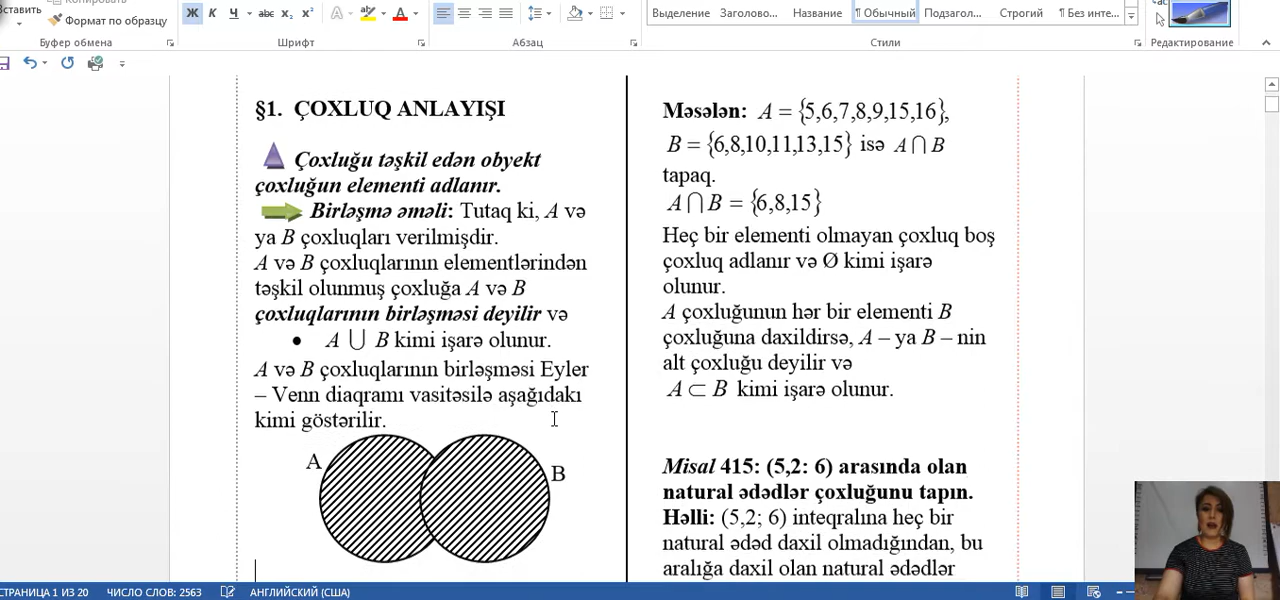 Вставить
Копировать
Формат по образцу
Буфер обмена
Ж К Ч abc x₂ x²
А aby А
Шрифт
Абзац
Выделение
Заголово...
Название
¶ Обычный
Подзагол...
Строгий
¶ Без инте...
Стили
Редактирование
§1. ÇOXLUQ ANLAYIŞI
Çoxluğu təşkil edən obyekt
çoxluğun elementi adlanır.
Birləşmə əməli: Tutaq ki, A və
ya B çoxluqları verilmişdir.
A və B çoxluqlarının elementlərindən
təşkil olunmuş çoxluğa A və B
çoxluqlarının birləşməsi deyilir və
• A ⋃ B kimi işarə olunur.
A və B çoxluqlarının birləşməsi Eyler
– Venn diaqramı vasitəsilə aşağıdakı
kimi göstərilir.
A
B
Məsələn: A = {5,6,7,8,9,15,16},
B = {6,8,10,11,13,15} isə A⋂B
tapaq.
A⋂B = {6,8,15}
Heç bir elementi olmayan çoxluq boş
çoxluq adlanır və Ø kimi işarə
olunur.
A çoxluğunun hər bir elementi B
çoxluğuna daxildirsə, A – ya B – nin
alt çoxluğu deyilir və
A ⊂ B kimi işarə olunur.
Misal 415: (5,2: 6) arasında olan
natural ədədlər çoxluğunu tapın.
Həlli: (5,2; 6) inteqralına heç bir
natural ədəd daxil olmadığından, bu
aralığa daxil olan natural ədədlər
СТРАНИЦА 1 ИЗ 20
ЧИСЛО СЛОВ: 2563
АНГЛИЙСКИЙ (США)